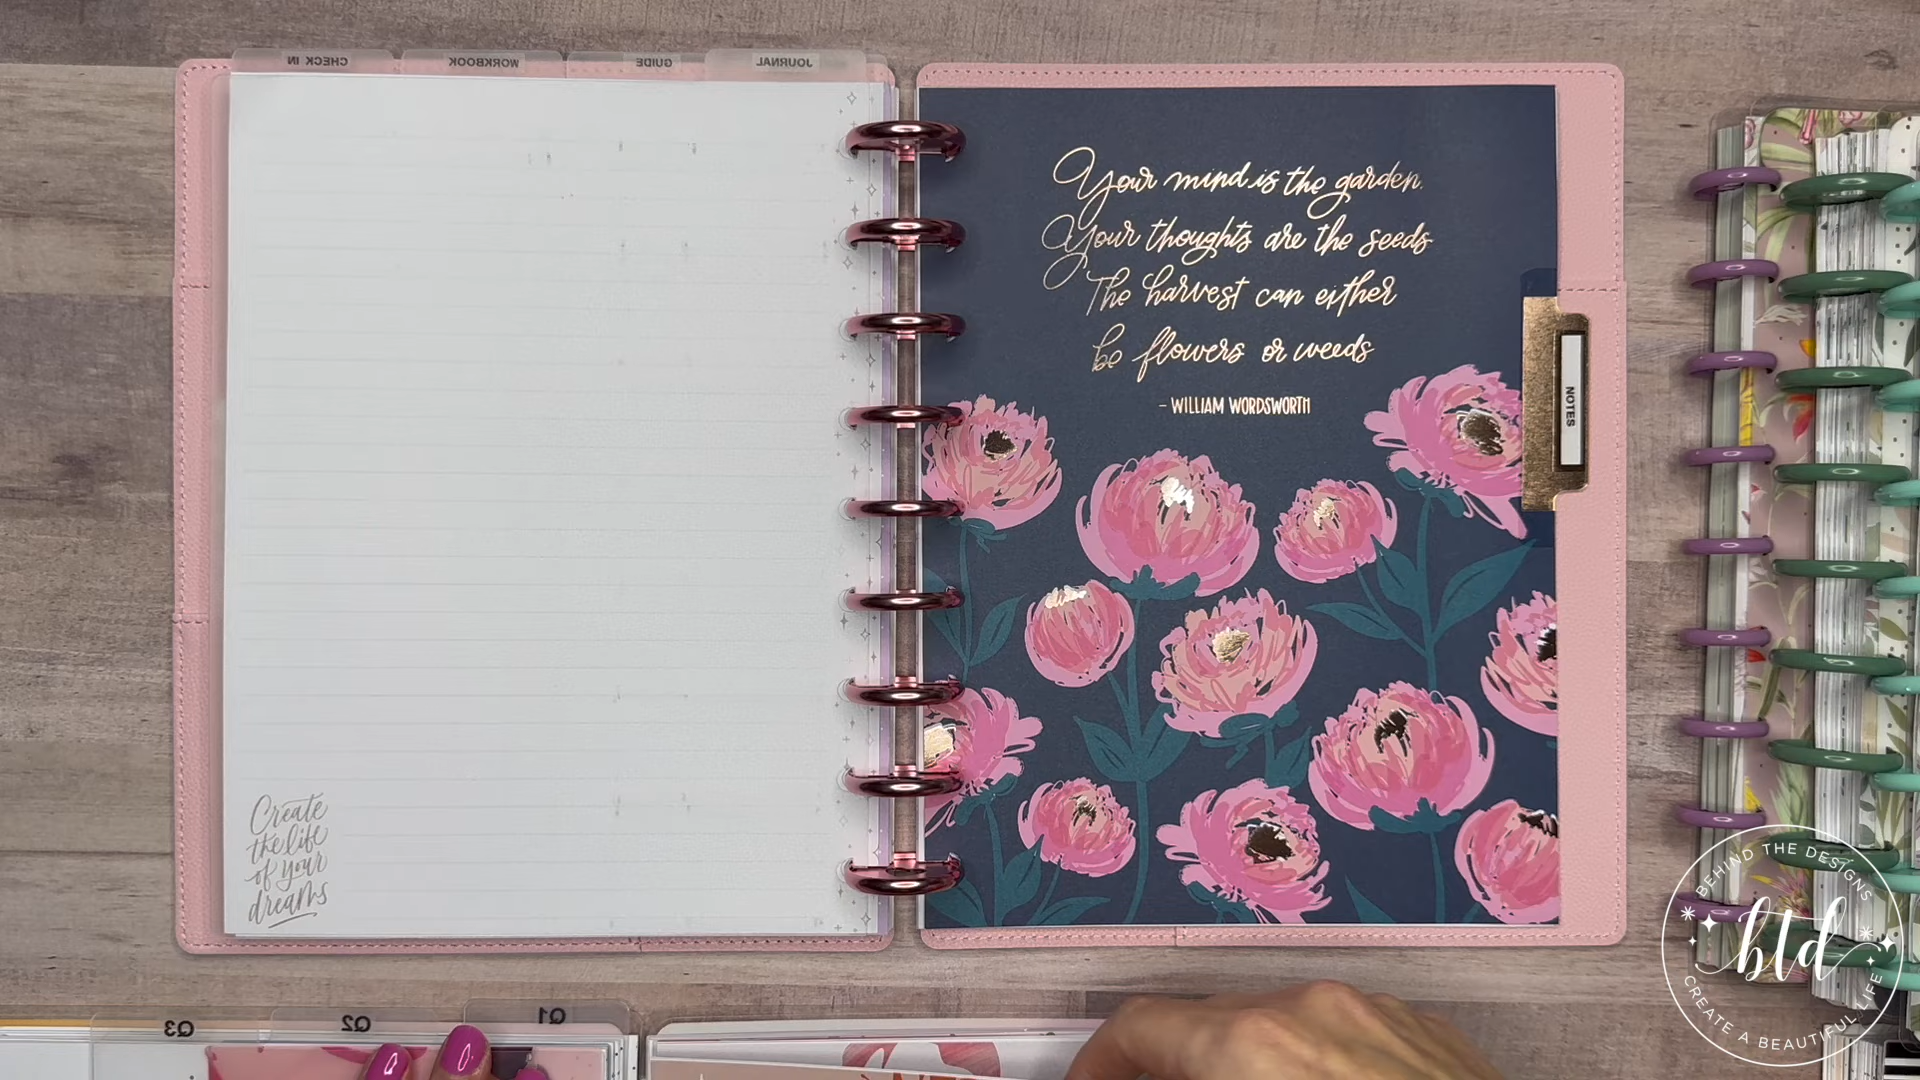 CHECK IN
WORKBOOK
GUIDE
JOURNAL
Your mind is the garden.
Your thoughts are the seeds
The harvest can either
be flowers or weeds
- WILLIAM WORDSWORTH
NOTES
Create
the life
of your
dreams
Q3
Q2
Q1
BEHIND THE DESIGNS
btd
CREATE A BEAUTIFUL LIFE